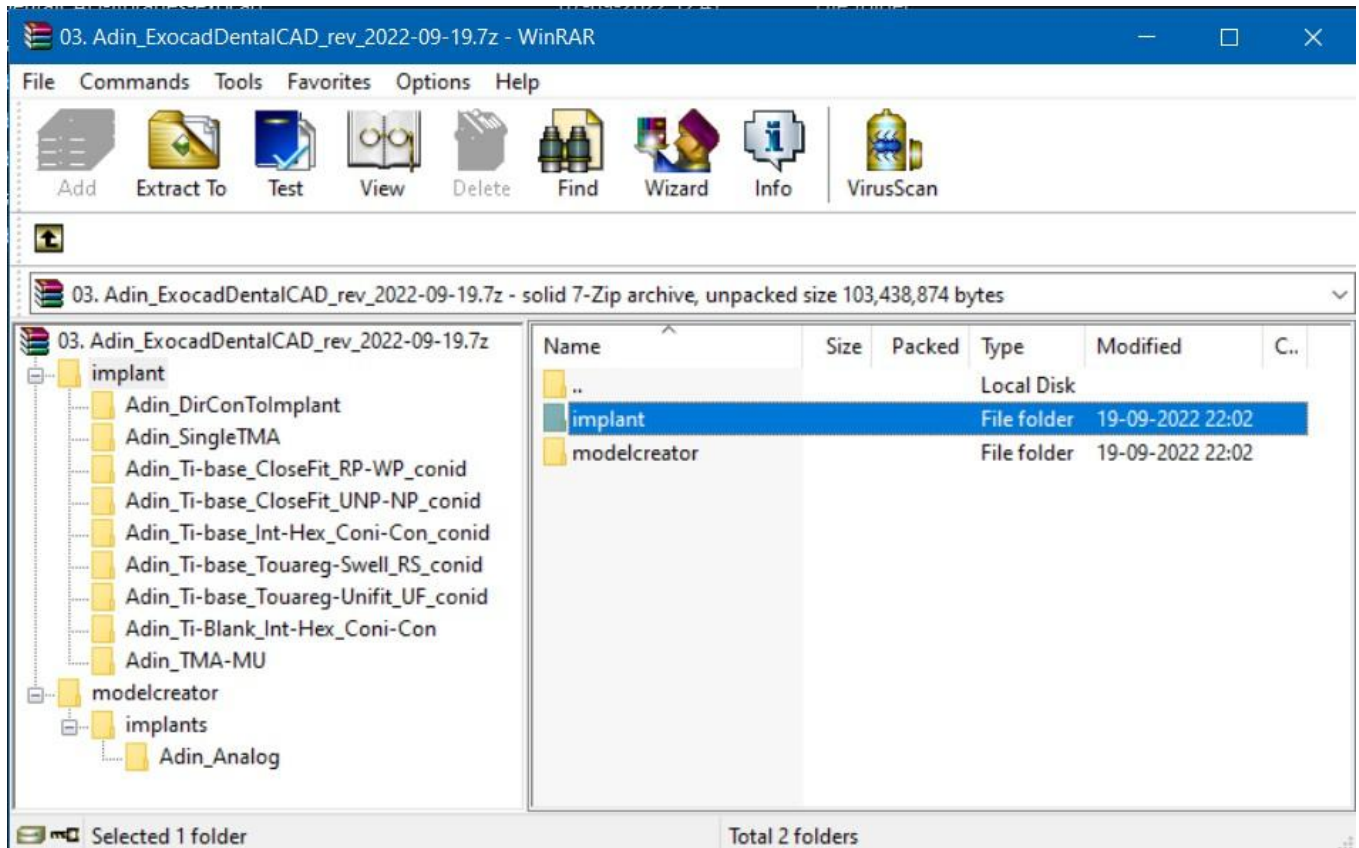 03. Adin_ExocadDentalCAD_rev_2022-09-19.7z - WinRAR
File Commands Tools Favorites Options Help
Add Extract To Test View Delete Find Wizard Info VirusScan
03. Adin_ExocadDentalCAD_rev_2022-09-19.7z - solid 7-Zip archive, unpacked size 103,438,874 bytes
03. Adin_ExocadDentalCAD_rev_2022-09-19.7z
implant
Adin_DirConToImplant
Adin_SingleTMA
Adin_Ti-base_CloseFit_RP-WP_conid
Adin_Ti-base_CloseFit_UNP-NP_conid
Adin_Ti-base_Int-Hex_Coni-Con_conid
Adin_Ti-base_Touareg-Swell_RS_conid
Adin_Ti-base_Touareg-Unifit_UF_conid
Adin_Ti-Blank_Int-Hex_Coni-Con
Adin_TMA-MU
modelcreator
implants
Adin_Analog
Name Size Packed Type Modified C..
.. Local Disk
implant File folder 19-09-2022 22:02
modelcreator File folder 19-09-2022 22:02
Selected 1 folder Total 2 folders